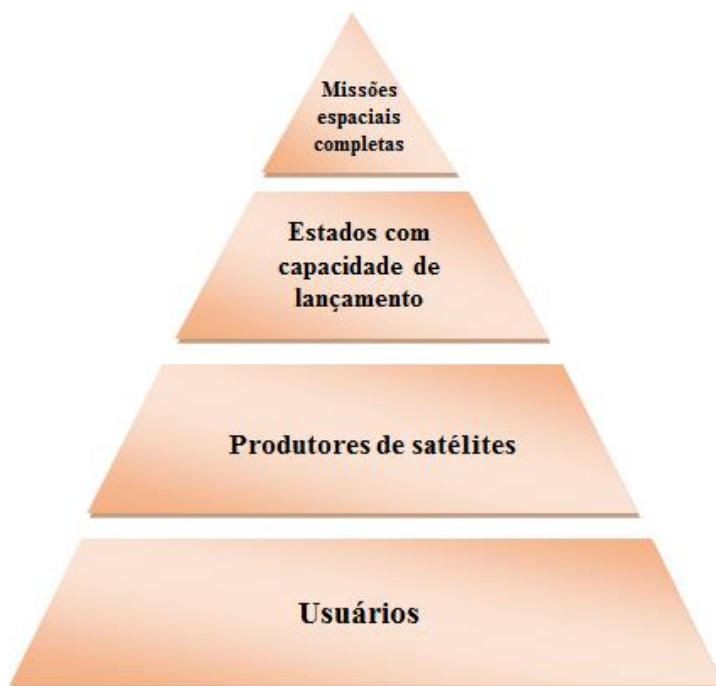 Missões
espaciais
completas
Estados com
capacidade de
lançamento
Produtores de satélites
Usuários